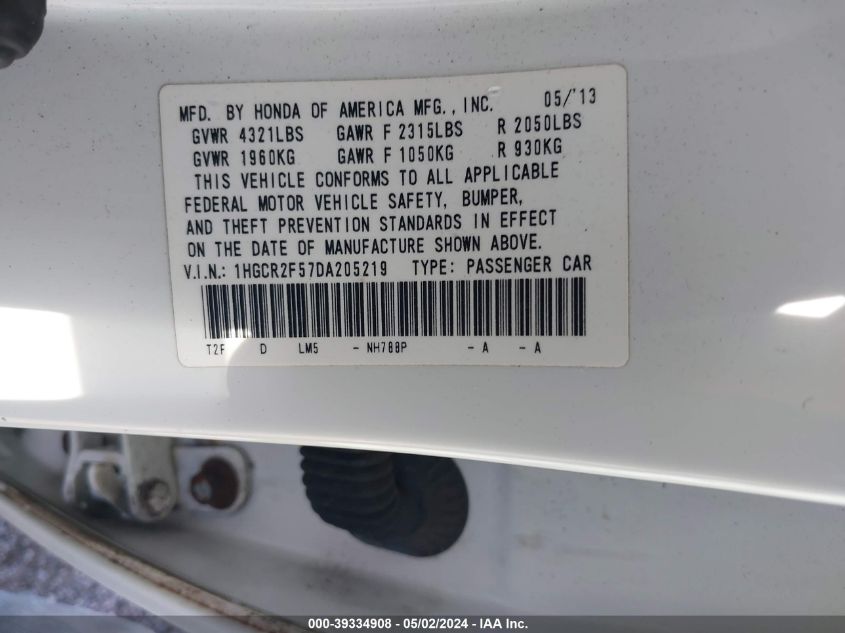 MFD. BY HONDA OF AMERICA MFG., INC. 05/'13
GVWR 4321LBS GAWR F 2315LBS R 2050LBS
GVWR 1960KG GAWR F 1050KG R 930KG
THIS VEHICLE CONFORMS TO ALL APPLICABLE
FEDERAL MOTOR VEHICLE SAFETY, BUMPER,
AND THEFT PREVENTION STANDARDS IN EFFECT
ON THE DATE OF MANUFACTURE SHOWN ABOVE.
V.I.N.: 1HGCR2F57DA205219 TYPE: PASSENGER CAR
T2F D LM5 - NH788P - A - A
000-39334908 - 05/02/2024 - IAA Inc.